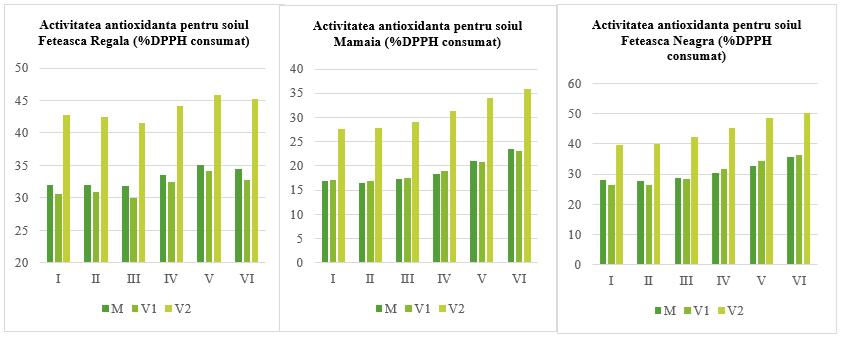 Activitatea antioxidanta pentru soiul
Feteasca Regala (%DPPH consumat)
50
45
40
35
30
25
20
I II III IV V VI
M V1 V2
Activitatea antioxidanta pentru soiul
Mamaia (%DPPH consumat)
40
35
30
25
20
15
10
5
0
I II III IV V VI
M V1 V2
Activitatea antioxidanta pentru soiul
Feteasca Neagra (%DPPH
consumat)
60
50
40
30
20
10
0
I II III IV V VI
M V1 V2